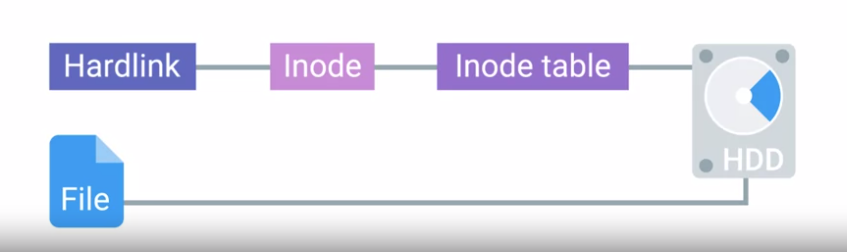 Hardlink
Inode
Inode table
HDD
File